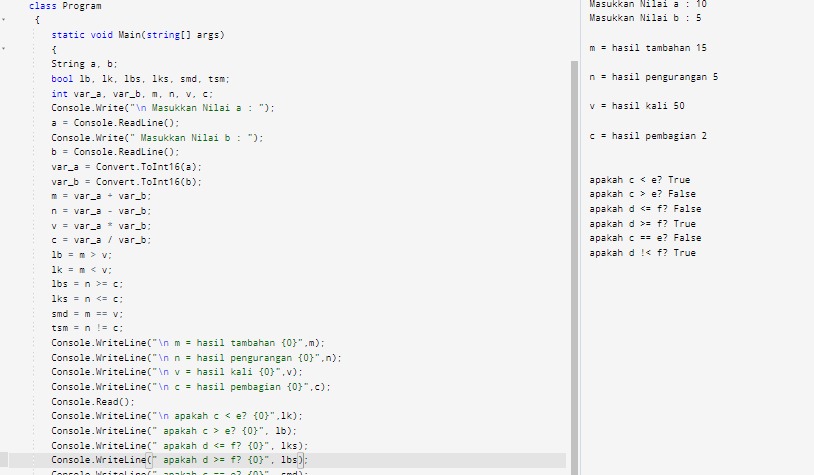 class Program
{
static void Main(string[] args)
{
String a, b;
bool lb, lk, lbs, lks, smd, tsm;
int var_a, var_b, m, n, v, c;
Console.Write("\n Masukkan Nilai a : ");
a = Console.ReadLine();
Console.Write(" Masukkan Nilai b : ");
b = Console.ReadLine();
var_a = Convert.ToInt16(a);
var_b = Convert.ToInt16(b);
m = var_a + var_b;
n = var_a - var_b;
v = var_a * var_b;
c = var_a / var_b;
lb = m > v;
lk = m < v;
lbs = n >= c;
lks = n <= c;
smd = m == v;
tsm = n != c;
Console.WriteLine("\n m = hasil tambahan {0}",m);
Console.WriteLine("\n n = hasil pengurangan {0}",n);
Console.WriteLine("\n v = hasil kali {0}",v);
Console.WriteLine("\n c = hasil pembagian {0}",c);
Console.Read();
Console.WriteLine("\n apakah c < e? {0}",lk);
Console.WriteLine(" apakah c > e? {0}", lb);
Console.WriteLine(" apakah d <= f? {0}", lks);
Console.WriteLine(" apakah d >= f? {0}", lbs);
Console.WriteLine(" apakah c == e? {0}", smd);
Masukkan Nilai a : 10
Masukkan Nilai b : 5
m = hasil tambahan 15
n = hasil pengurangan 5
v = hasil kali 50
c = hasil pembagian 2
apakah c < e? True
apakah c > e? False
apakah d <= f? False
apakah d >= f? True
apakah c == e? False
apakah d !< f? True